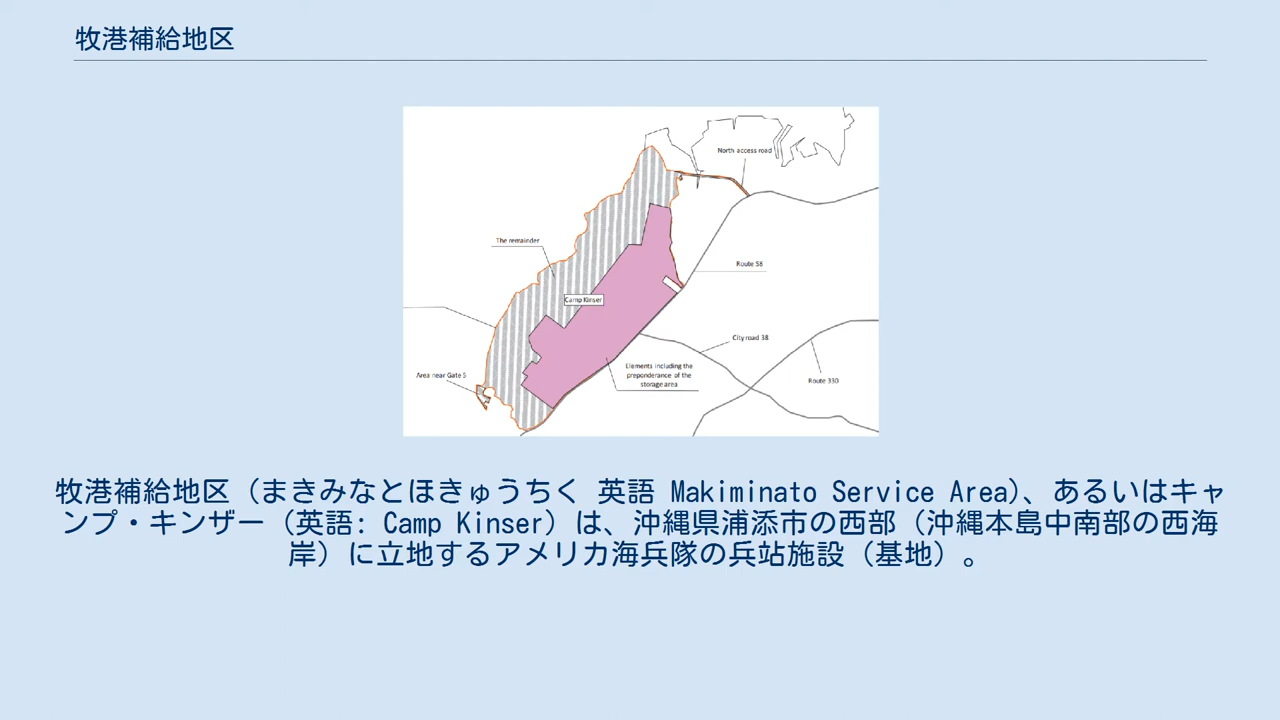 牧港補給地区
North access road
The remainder
Route 58
Camp Kinser
City road 38
Elements including the
preponderance of the
storage area
Area near Gate 5
Route 330
牧港補給地区（まきみなとほきゅうちく 英語 Makiminato Service Area)、あるいはキャ
ンプ・キンザー（英語: Camp Kinser）は、沖縄県浦添市の西部（沖縄本島中南部の西海
岸）に立地するアメリカ海兵隊の兵站施設（基地）。